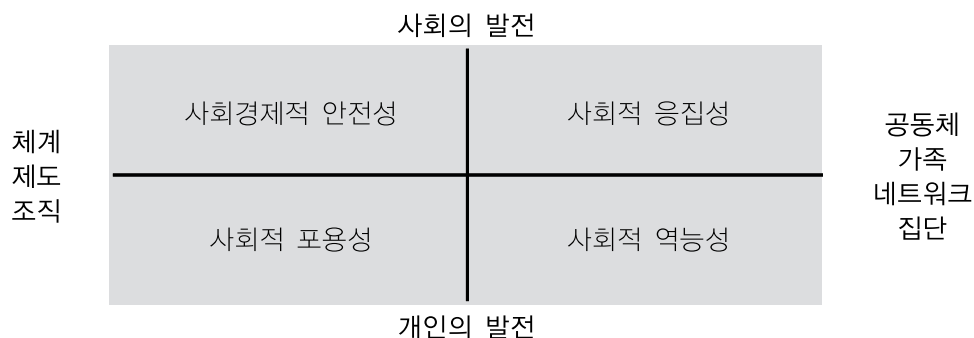 사회의 발전
체계
제도
조직
사회경제적 안전성
사회적 응집성
사회적 포용성
사회적 역능성
공동체
가족
네트워크
집단
개인의 발전